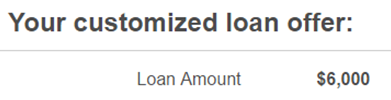 Your customized loan offer:
Loan Amount $6,000